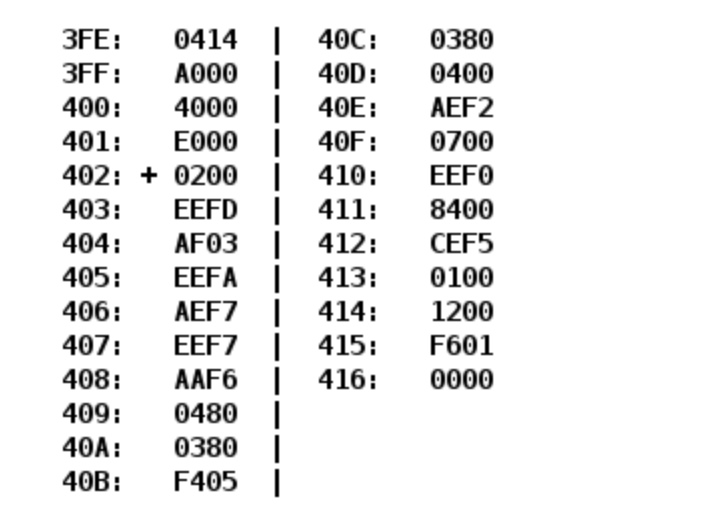 3FE: 0414 | 40C: 0380
3FF: A000 | 40D: 0400
400: 4000 | 40E: AEF2
401: E000 | 40F: 0700
402: + 0200 | 410: EEF0
403: EEFD | 411: 8400
404: AF03 | 412: CEF5
405: EEFA | 413: 0100
406: AEF7 | 414: 1200
407: EEF7 | 415: F601
408: AAF6 | 416: 0000
409: 0480 |
40A: 0380 |
40B: F405 |